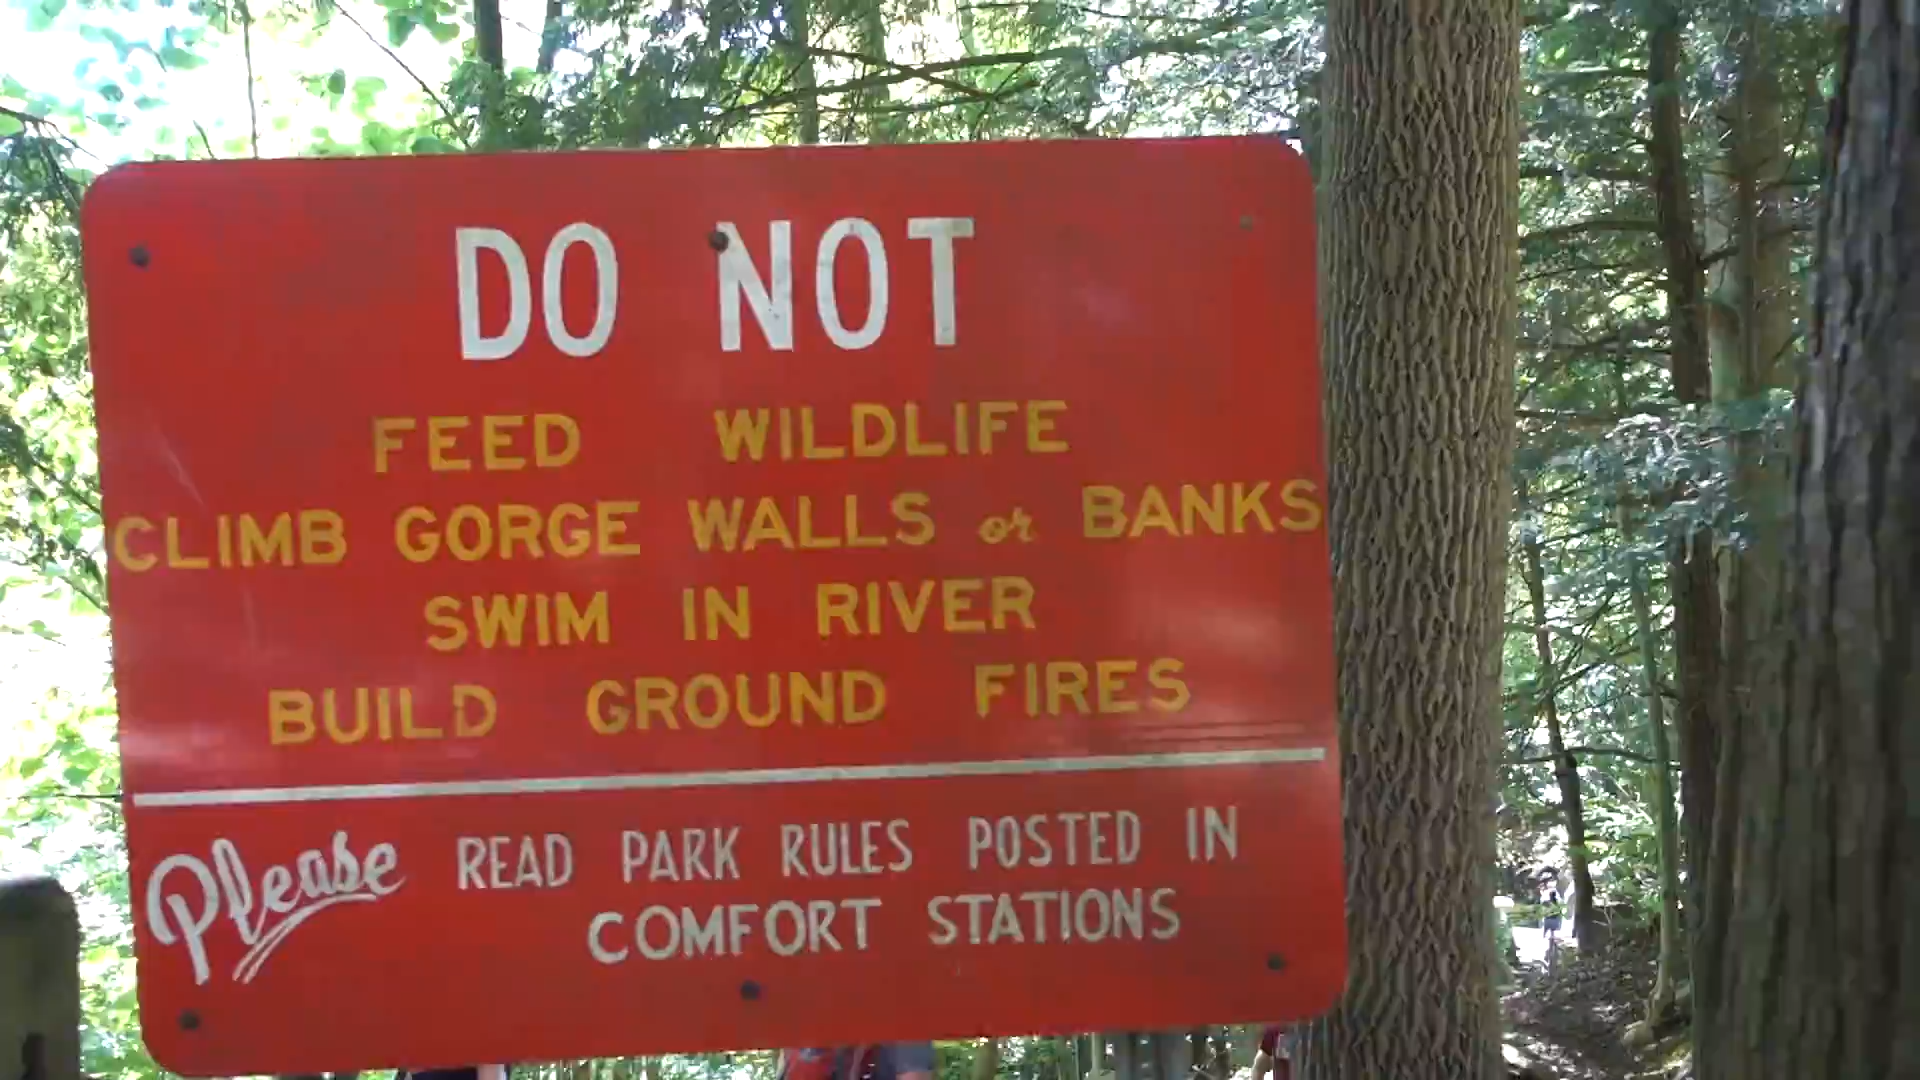 DO NOT
FEED WILDLIFE
CLIMB GORGE WALLS or BANKS
SWIM IN RIVER
BUILD GROUND FIRES
Please READ PARK RULES POSTED IN
COMFORT STATIONS